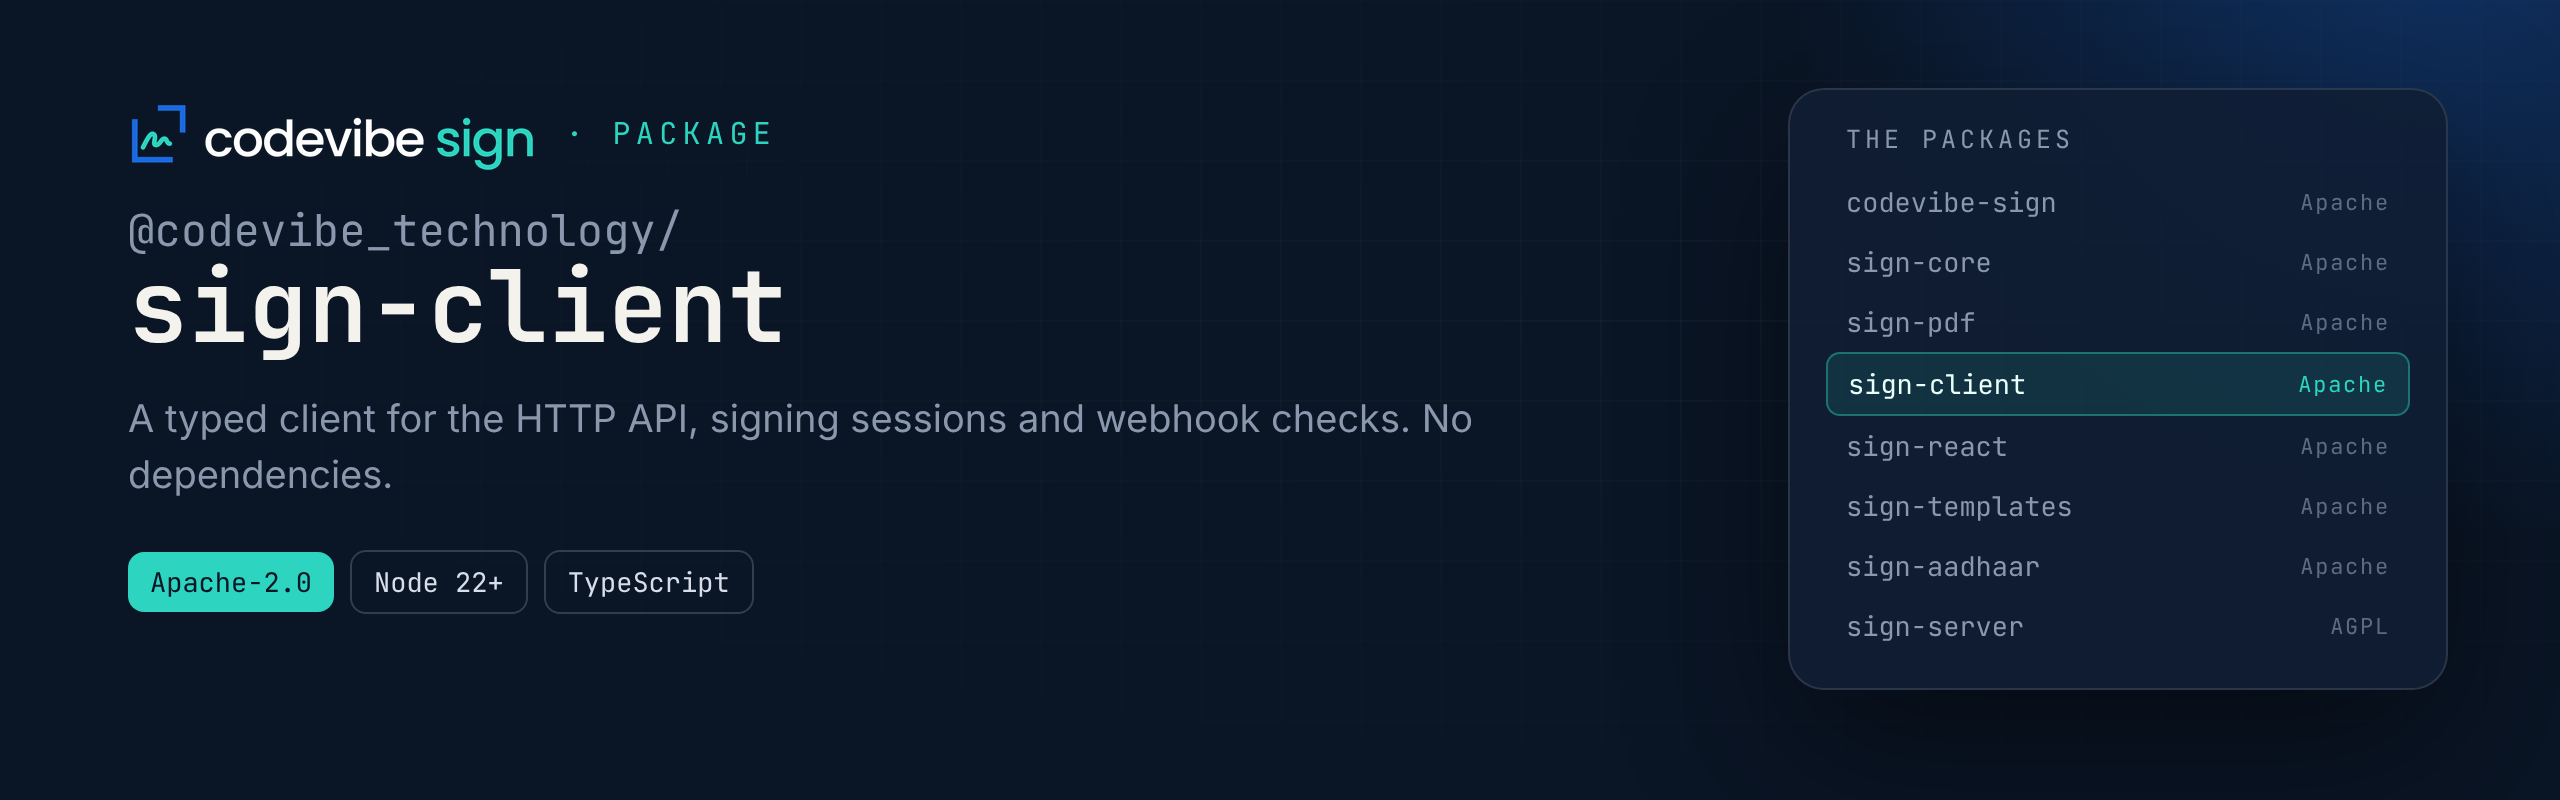 codevibe sign · PACKAGE
@codevibe_technology/
sign-client
A typed client for the HTTP API, signing sessions and webhook checks. No
dependencies.
Apache-2.0 Node 22+ TypeScript
THE PACKAGES
codevibe-sign Apache
sign-core Apache
sign-pdf Apache
sign-client Apache
sign-react Apache
sign-templates Apache
sign-aadhaar Apache
sign-server AGPL